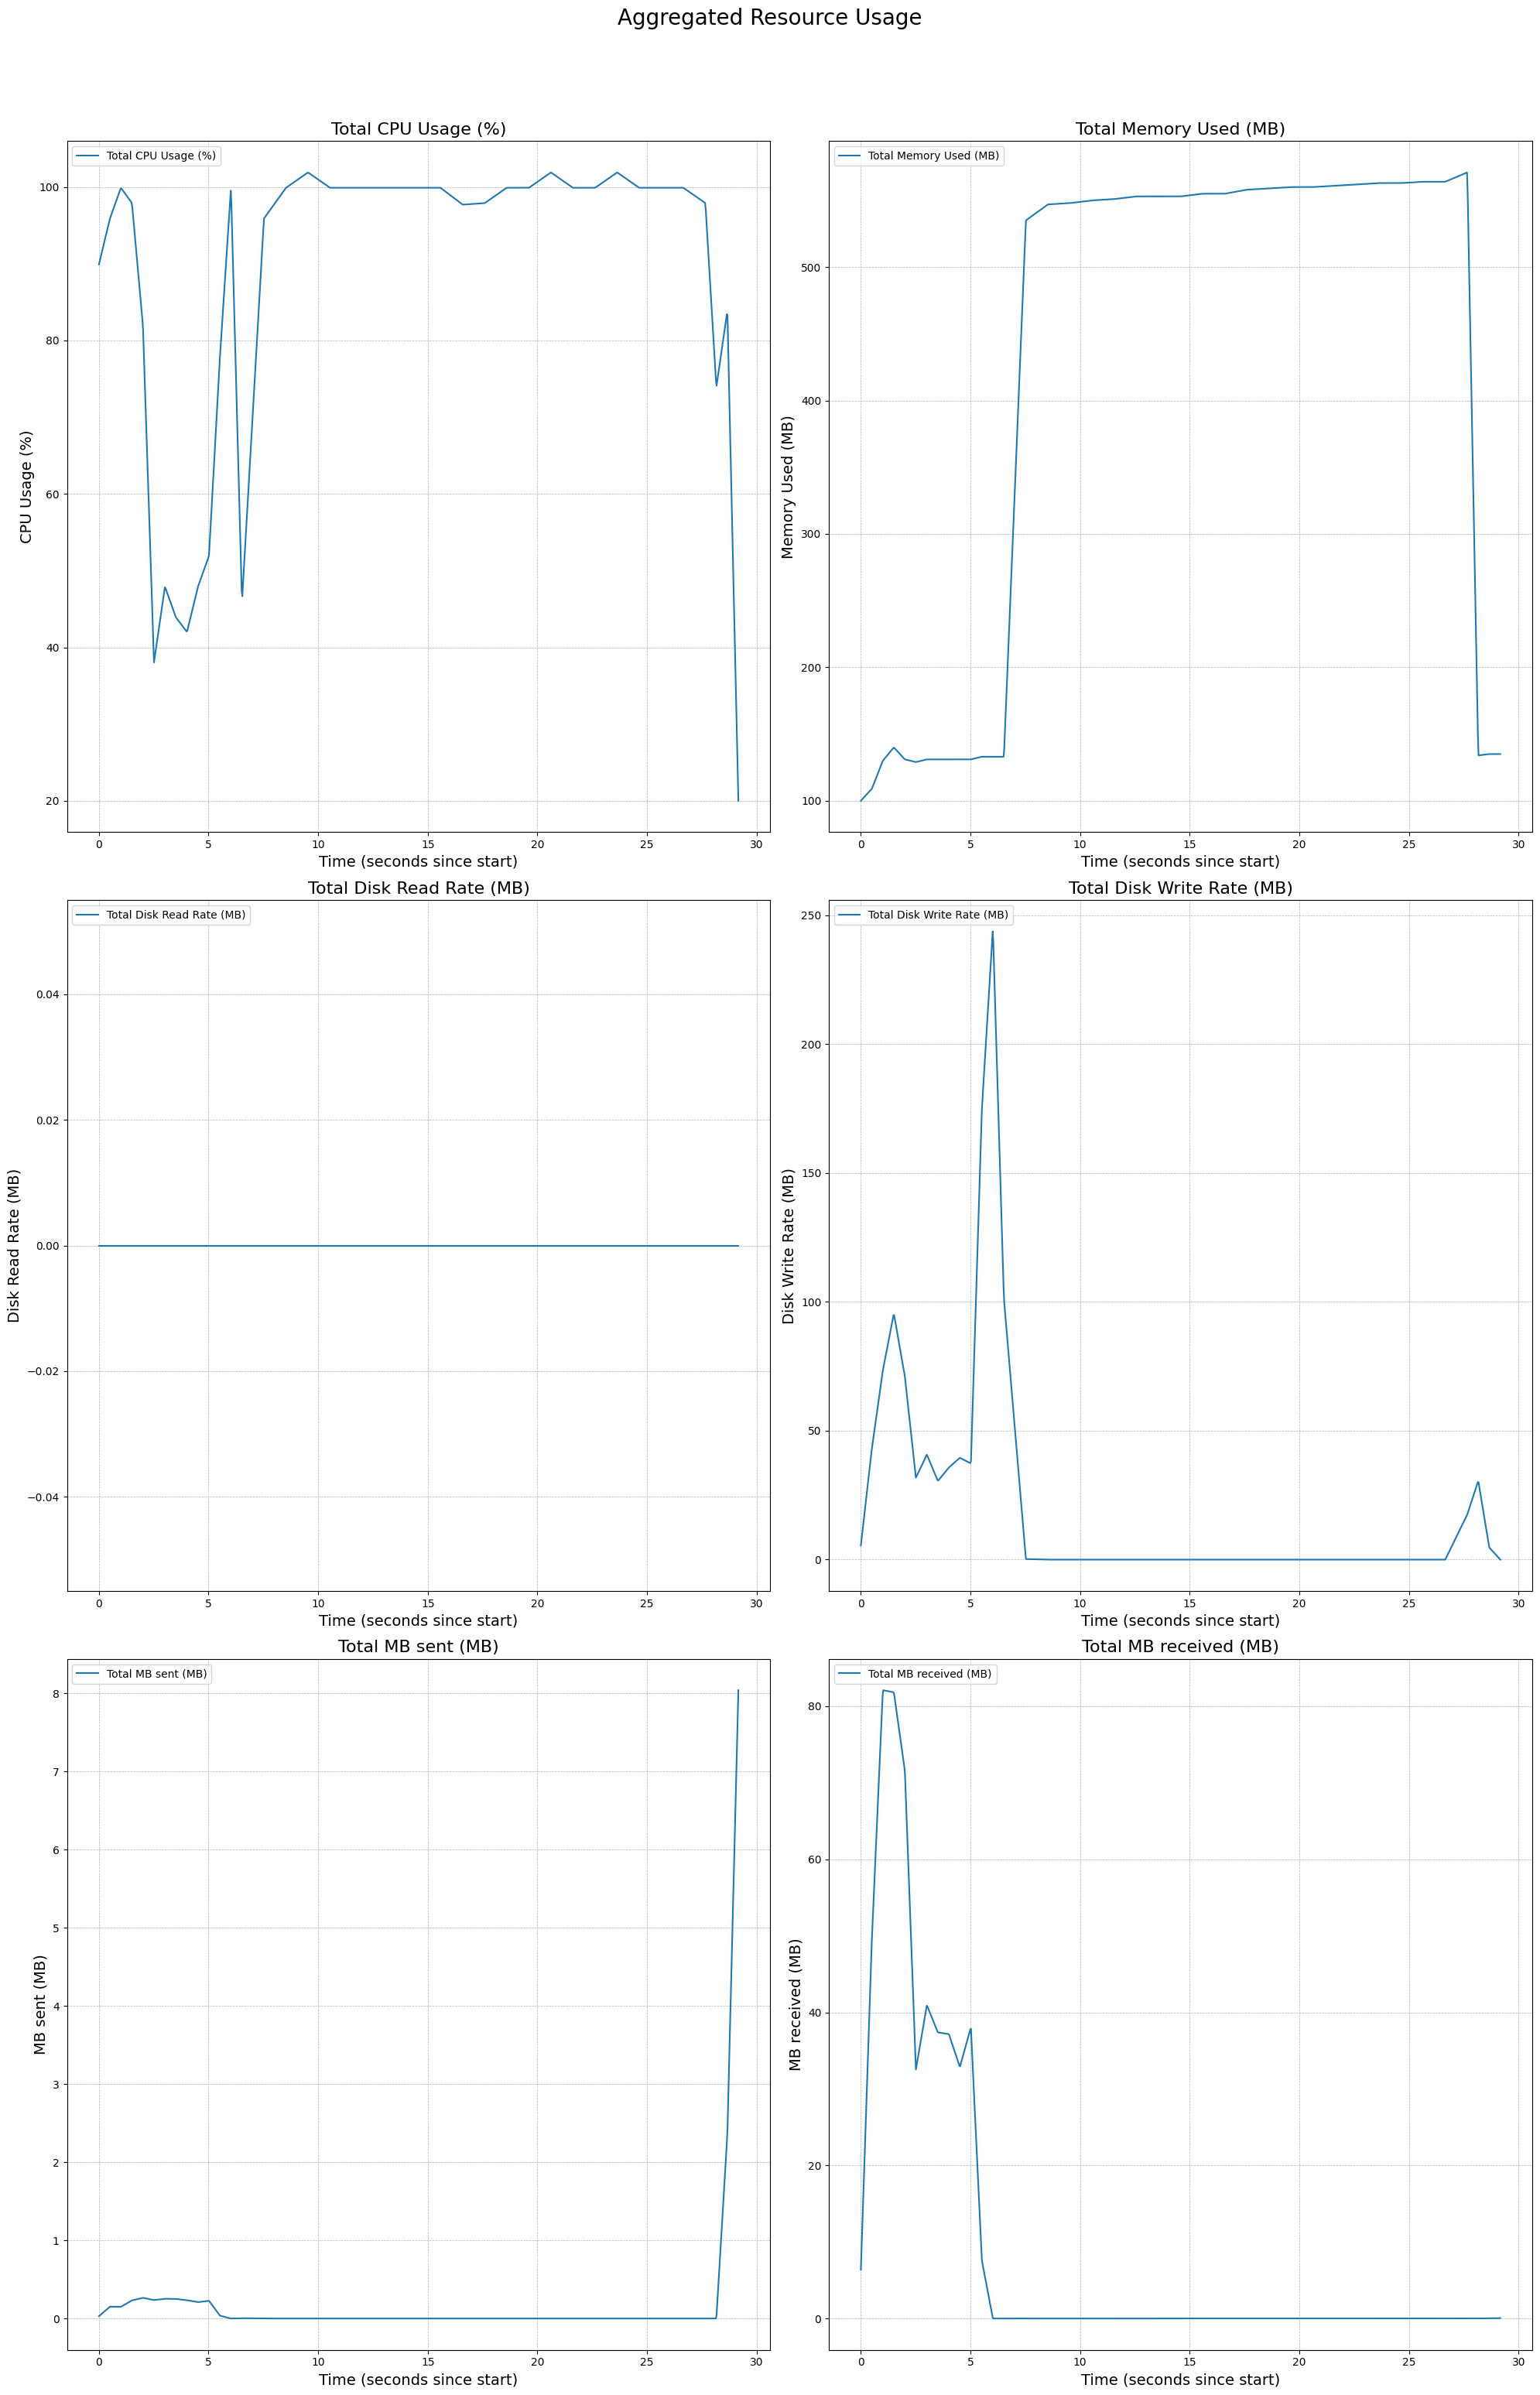 Aggregated Resource Usage
Total CPU Usage (%)
Total CPU Usage (%)
CPU Usage (%)
100
80
60
40
20
0 5 10 15 20 25 30
Time (seconds since start)
Total Memory Used (MB)
Total Memory Used (MB)
Memory Used (MB)
500
400
300
200
100
0 5 10 15 20 25 30
Time (seconds since start)
Total Disk Read Rate (MB)
Total Disk Read Rate (MB)
Disk Read Rate (MB)
0.04
0.02
0.00
−0.02
−0.04
0 5 10 15 20 25 30
Time (seconds since start)
Total Disk Write Rate (MB)
Total Disk Write Rate (MB)
Disk Write Rate (MB)
250
200
150
100
50
0
0 5 10 15 20 25 30
Time (seconds since start)
Total MB sent (MB)
Total MB sent (MB)
MB sent (MB)
8
7
6
5
4
3
2
1
0
0 5 10 15 20 25 30
Time (seconds since start)
Total MB received (MB)
Total MB received (MB)
MB received (MB)
80
60
40
20
0
0 5 10 15 20 25 30
Time (seconds since start)